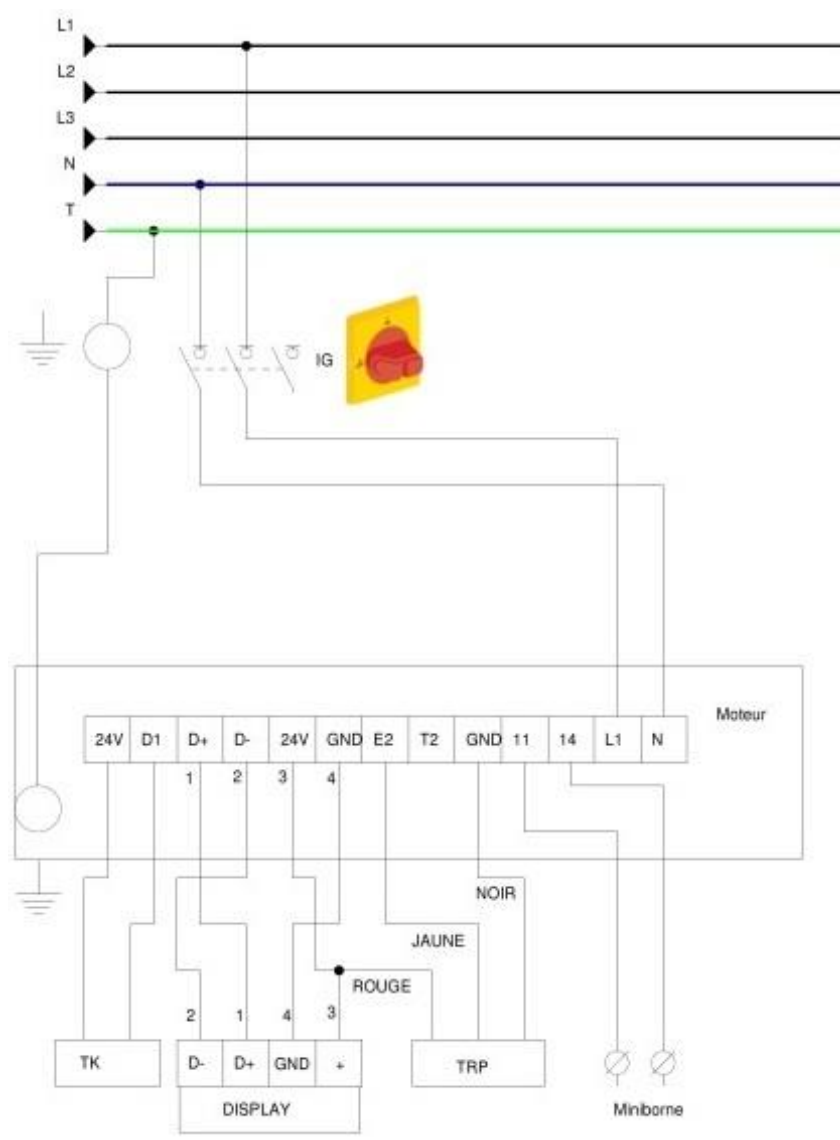 L1
L2
L3
N
T
IG
Moteur
24V D1 D+ D- 24V GND E2 T2 GND 11 14 L1 N
1 2 3 4
NOIR
JAUNE
ROUGE
2 1 4 3
TK D- D+ GND + TRP
DISPLAY Miniborne